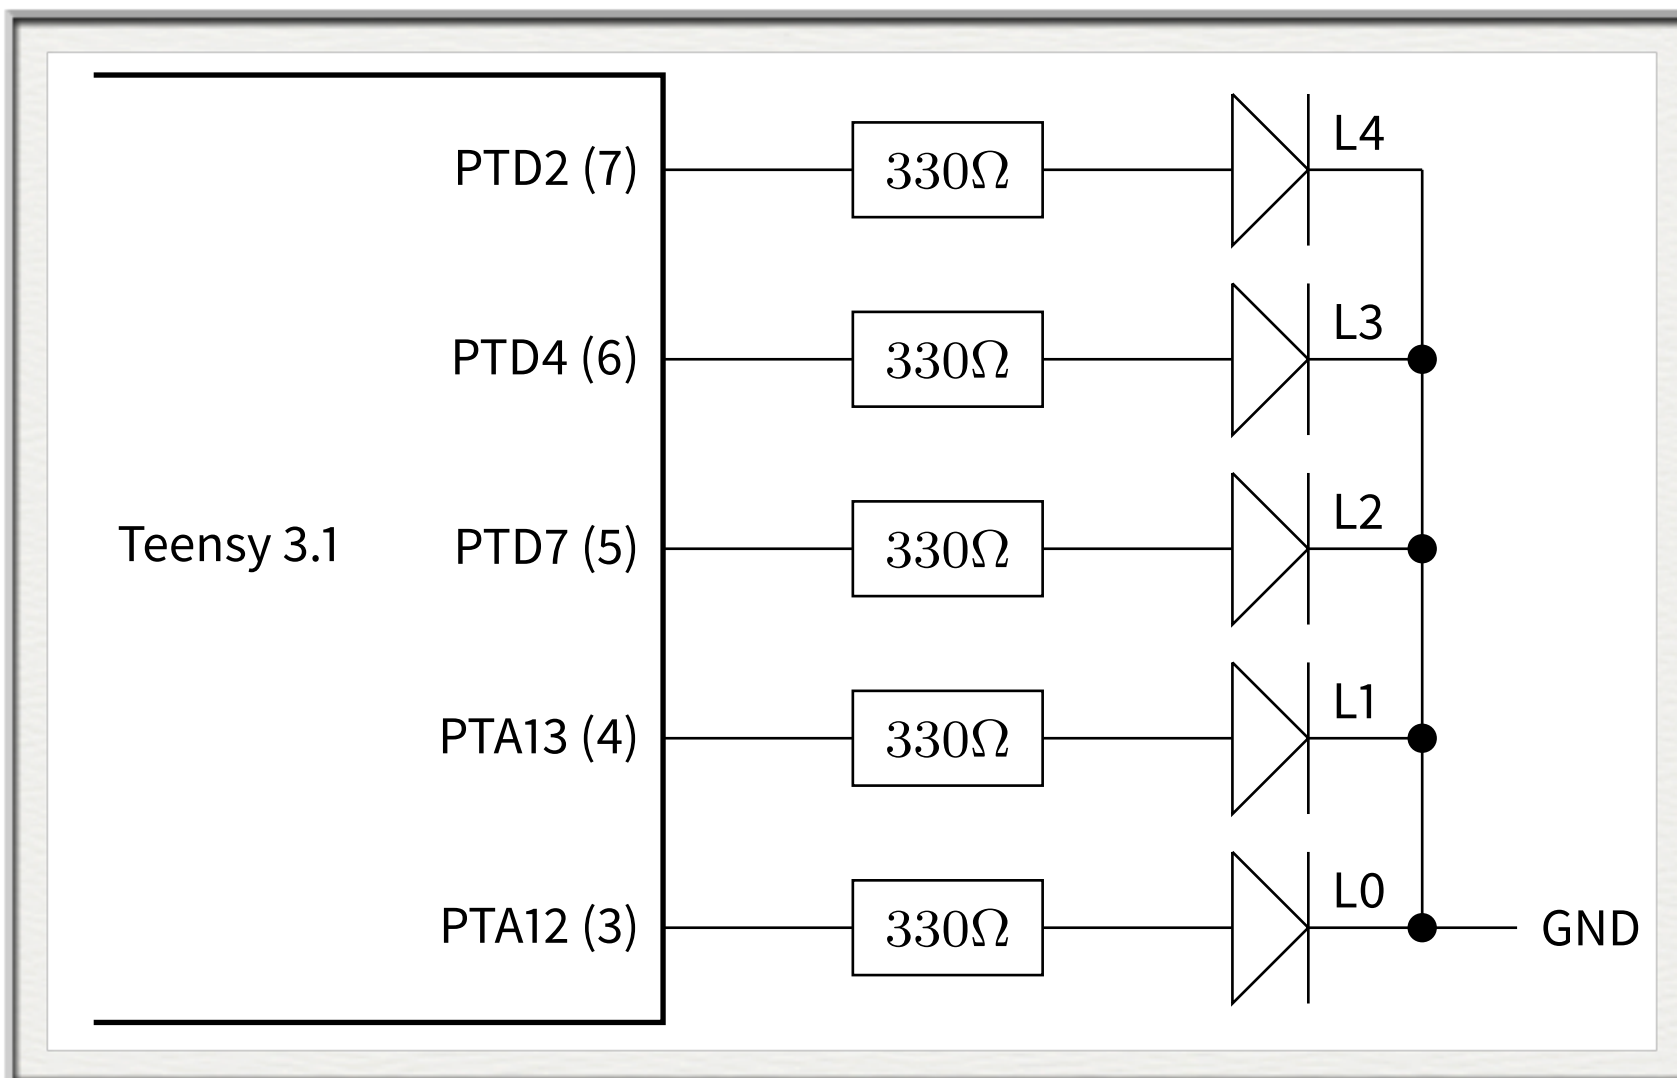 PTD2 (7) 330Ω L4
PTD4 (6) 330Ω L3
Teensy 3.1 PTD7 (5) 330Ω L2
PTA13 (4) 330Ω L1
PTA12 (3) 330Ω L0 GND